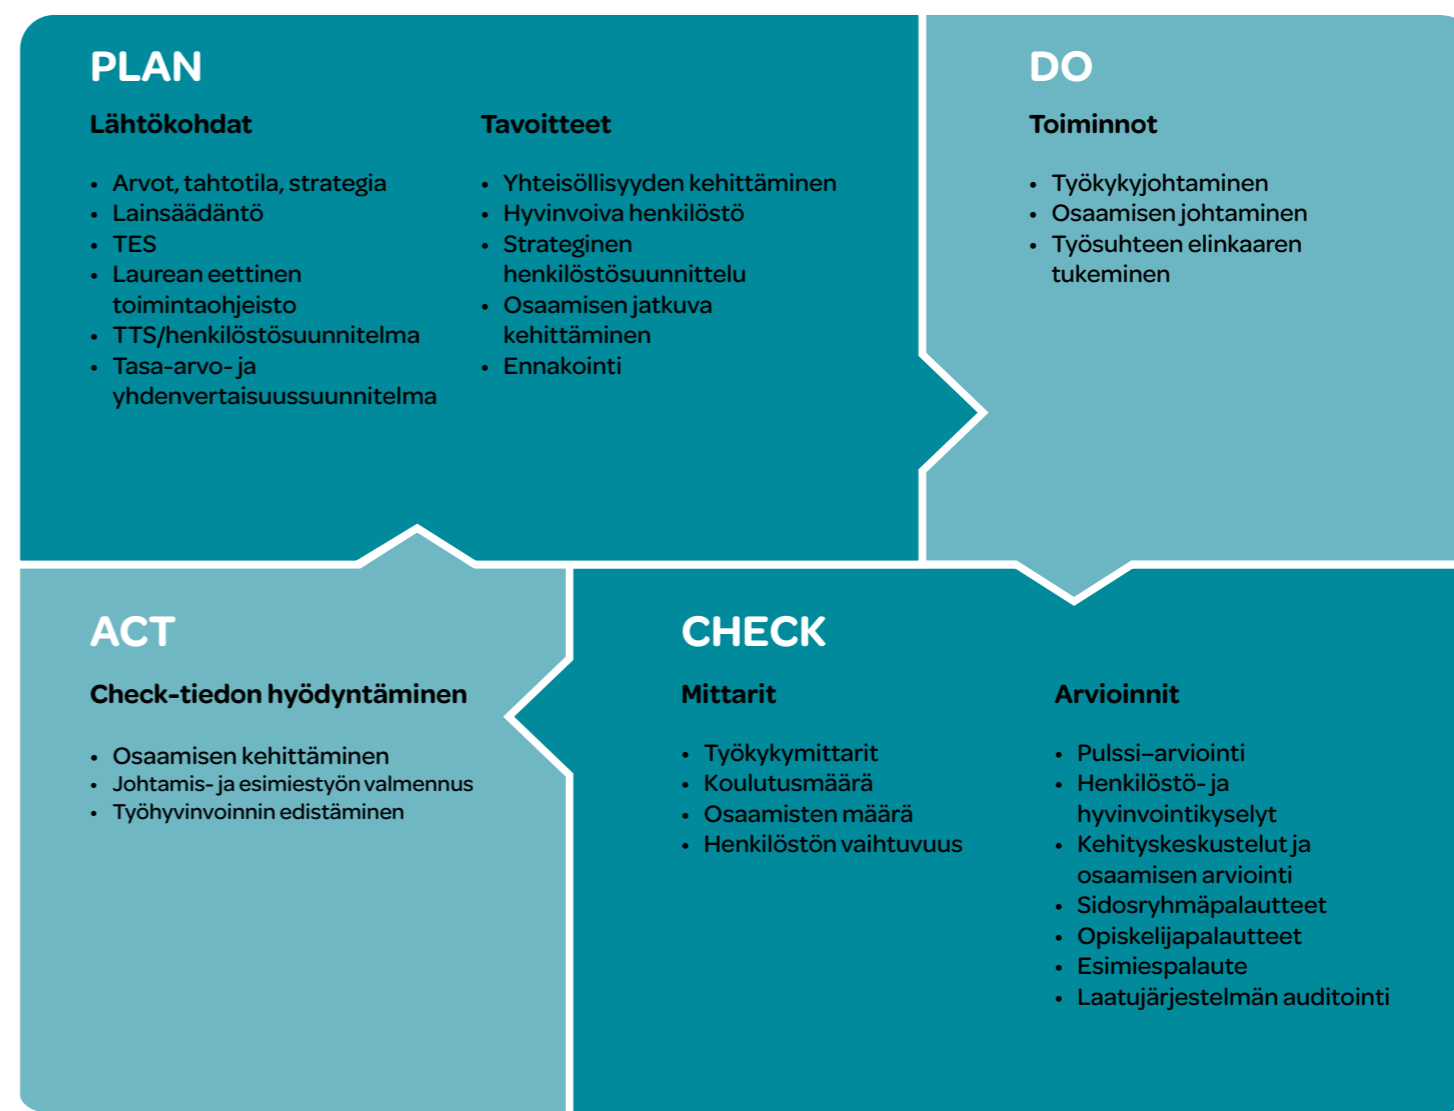 PLAN
Lähtökohdat
• Arvot, tahtotila, strategia
• Lainsäädäntö
• TES
• Laurean eettinen
toimintaohjeisto
• TTS/henkilöstösuunnitelma
• Tasa-arvo- ja
yhdenvertaisuussuunnitelma
Tavoitteet
• Yhteisöllisyyden kehittäminen
• Hyvinvoiva henkilöstö
• Strateginen
henkilöstösuunnittelu
• Osaamisen jatkuva
kehittäminen
• Ennakointi
DO
Toiminnot
• Työkykyjohtaminen
• Osaamisen johtaminen
• Työsuhteen elinkaaren
tukeminen
ACT
Check-tiedon hyödyntäminen
• Osaamisen kehittäminen
• Johtamis- ja esimiestyön valmennus
• Työhyvinvoinnin edistäminen
CHECK
Mittarit
• Työkykymittarit
• Koulutusmäärä
• Osaamisten määrä
• Henkilöstön vaihtuvuus
Arvioinnit
• Pulssi–arviointi
• Henkilöstö- ja
hyvinvointikyselyt
• Kehityskeskustelut ja
osaamisen arviointi
• Sidosryhmäpalautteet
• Opiskelijapalautteet
• Esimiespalaute
• Laatujärjestelmän auditointi